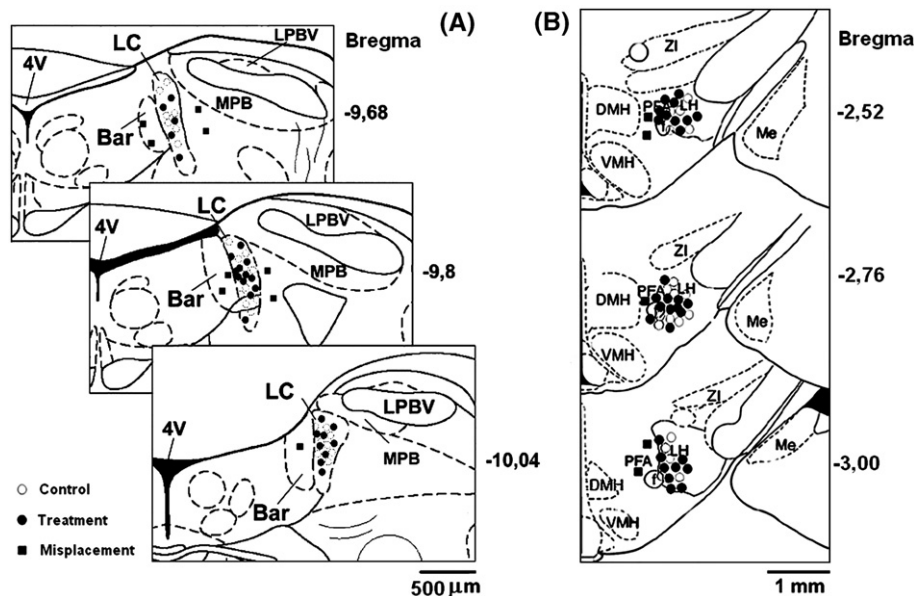 (A)
Bregma
LC
LPBV
4V
MPB
Bar
-9,68
LC
4V
LPBV
MPB
Bar
-9,8
LC
4V
LPBV
MPB
Bar
-10,04
Control
Treatment
Misplacement
500 µm
(B)
Bregma
ZI
DMH
PFA
LH
f
VMH
Me
-2,52
ZI
DMH
PFA
LH
VMH
Me
-2,76
ZI
LH
PFA
f
DMH
VMH
Me
-3,00
1 mm